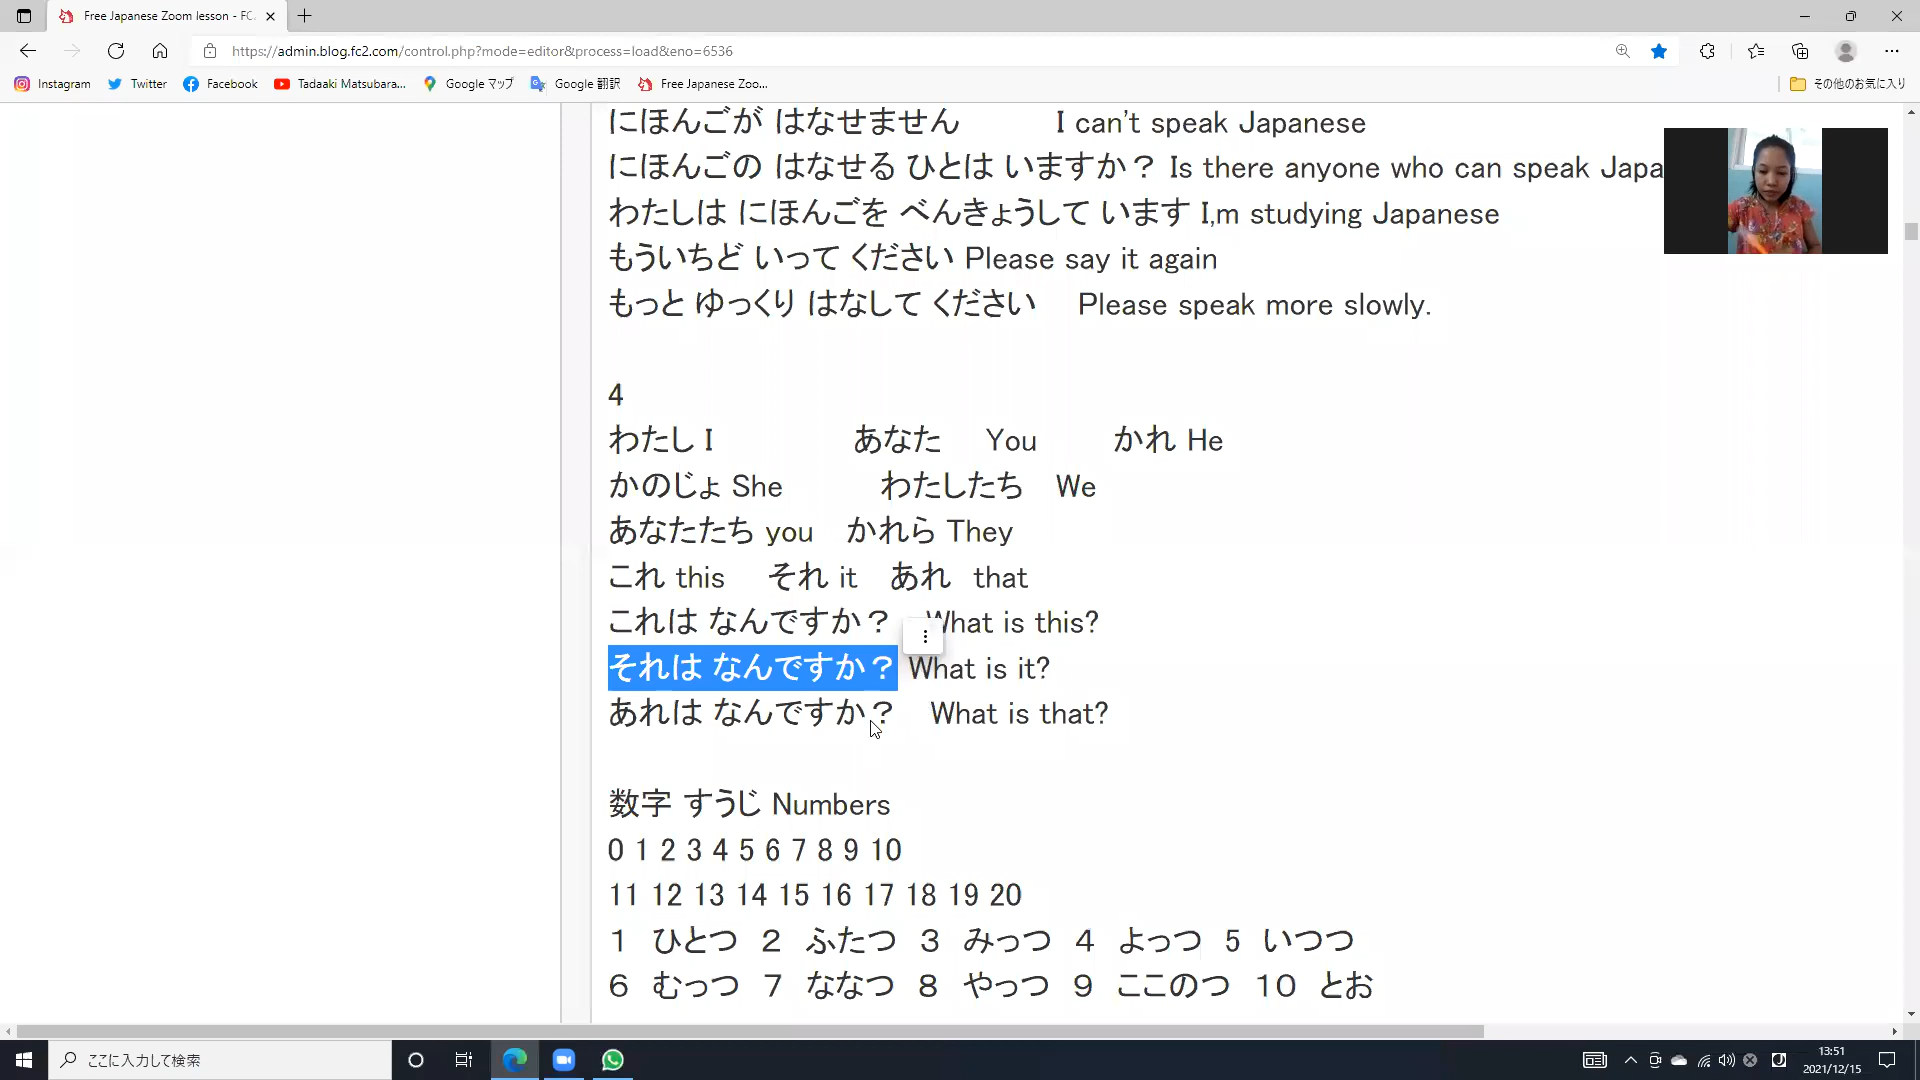 Free Japanese Zoom lesson - FC
https://admin.blog.fc2.com/control.php?mode=editor&process=load&eno=6536
Instagram Twitter Facebook Tadaaki Matsubara... Google マップ Google 翻訳 Free Japanese Zoo... その他のお気に入り
にほんごが はなせません I can't speak Japanese
にほんごの はなせる ひとは いますか？ Is there anyone who can speak Japa
わたしは にほんごを べんきょうして います I,m studying Japanese
もういちど いって ください Please say it again
もっと ゆっくり はなして ください Please speak more slowly.
4
わたし I あなた You かれ He
かのじょ She わたしたち We
あなたたち you かれら They
これ this それ it あれ that
これは なんですか？ What is this?
それは なんですか？ What is it?
あれは なんですか？ What is that?
数字 すうじ Numbers
0 1 2 3 4 5 6 7 8 9 10
11 12 13 14 15 16 17 18 19 20
１ ひとつ ２ ふたつ ３ みっつ ４ よっつ ５ いつつ
６ むっつ ７ ななつ ８ やっつ ９ ここのつ １０ とお
ここに入力して検索
13:51
2021/12/15